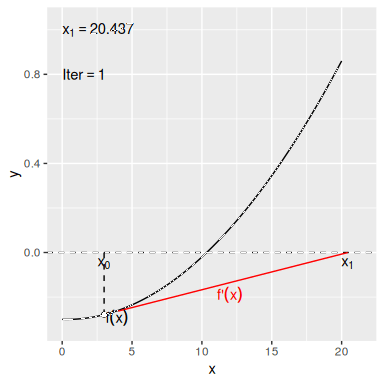 x₁ = 20.437
Iter = 1
0.8
0.4
0.0
y
x₀
x₁
f'(x)
f(x)
0 5 10 15 20
x